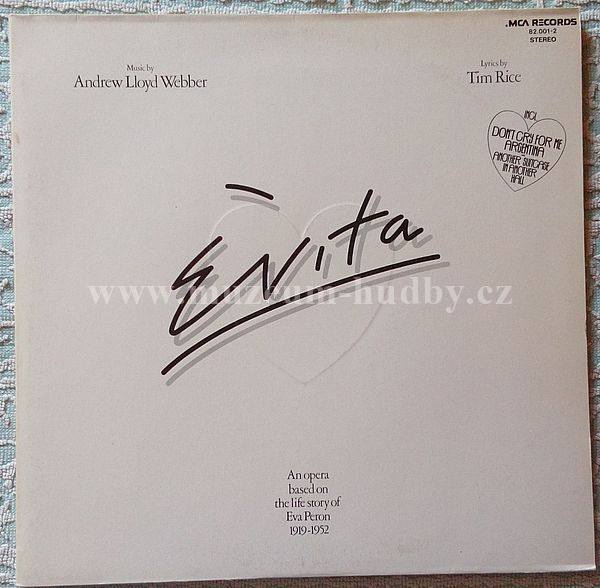 .MCA RECORDS
82.001-2
STEREO
Music by
Andrew Lloyd Webber
Lyrics by
Tim Rice
INCL
DON'T CRY FOR ME
ARGENTINA
ANOTHER SUITCASE
IN ANOTHER
HALL
Evita
www.muzeum-hudby.cz
An opera
based on
the life story of
Eva Peron
1919-1952